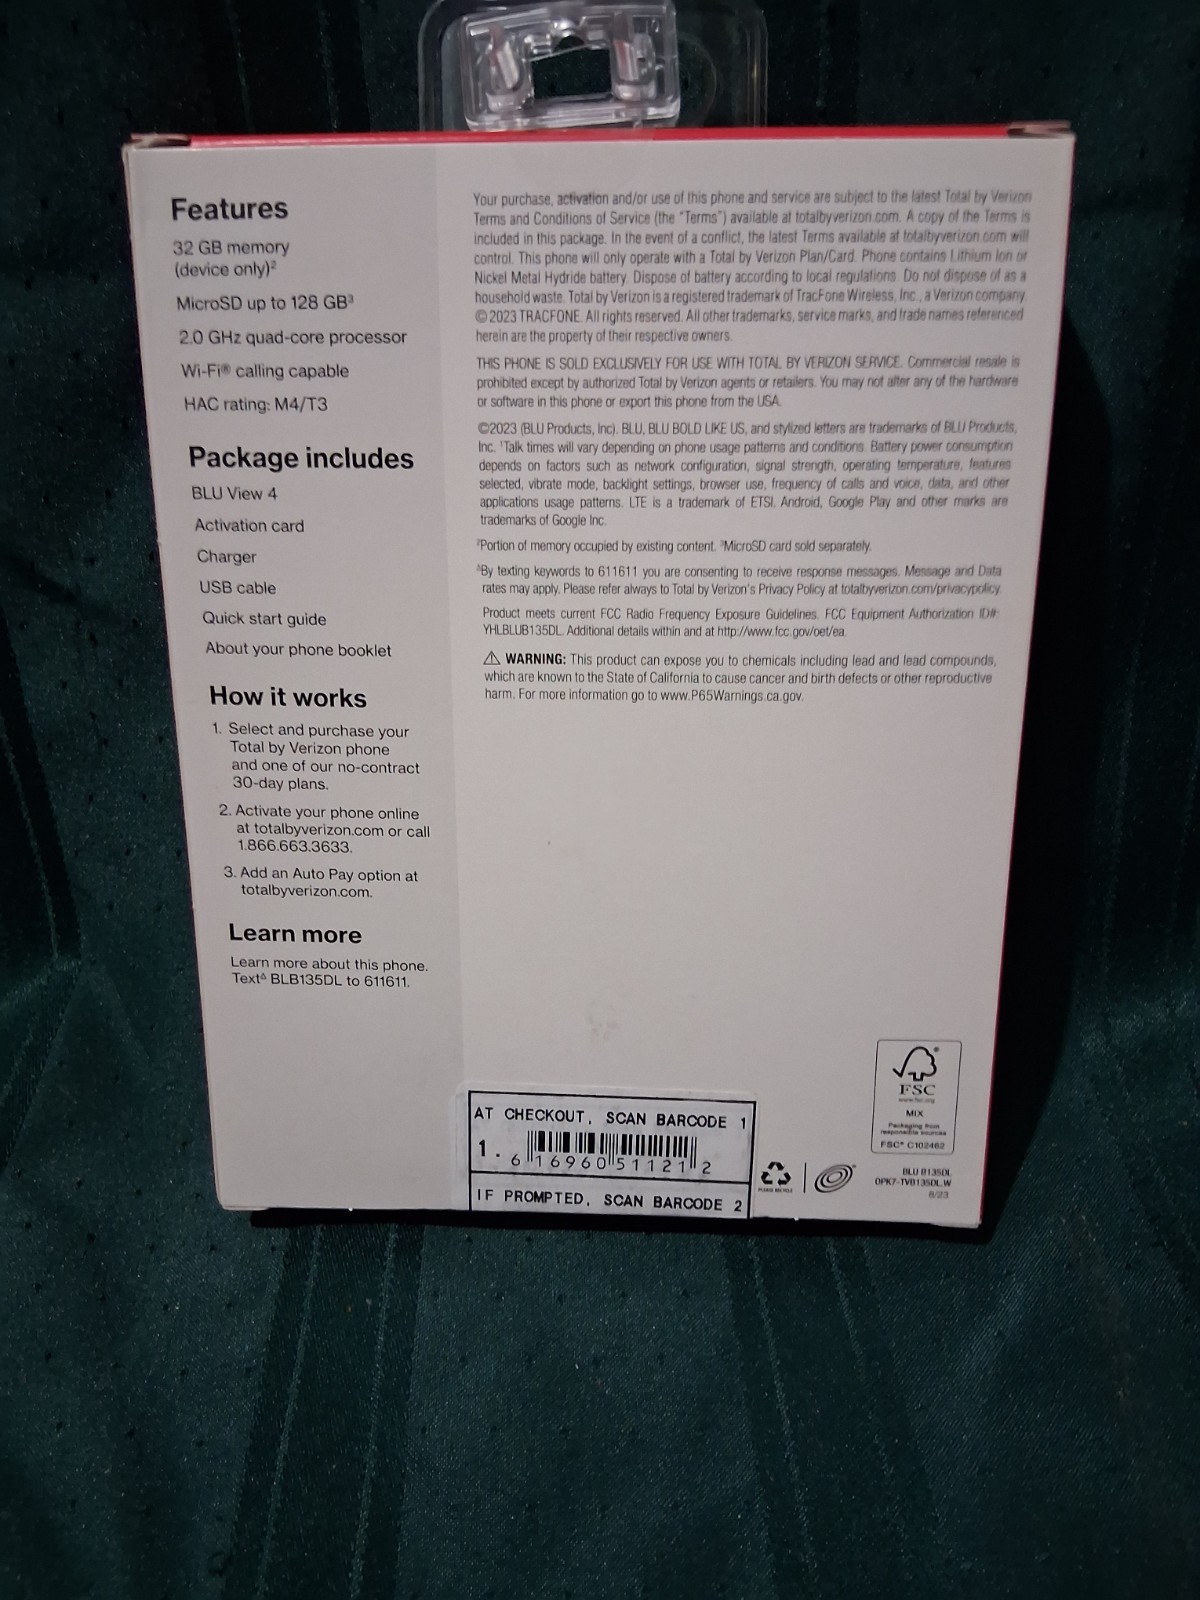 Features
32 GB memory
(device only)²
MicroSD up to 128 GB³
2.0 GHz quad-core processor
Wi-Fi® calling capable
HAC rating: M4/T3
Package includes
BLU View 4
Activation card
Charger
USB cable
Quick start guide
About your phone booklet
How it works
1. Select and purchase your
Total by Verizon phone
and one of our no-contract
30-day plans.
2. Activate your phone online
at totalbyverizon.com or call
1.866.663.3633.
3. Add an Auto Pay option at
totalbyverizon.com.
Learn more
Learn more about this phone.
Text∆ BLB135DL to 611611.
Your purchase, activation and/or use of this phone and service are subject to the latest Total by Verizon
Terms and Conditions of Service (the "Terms") available at totalbyverizon.com. A copy of the Terms is
included in this package. In the event of a conflict, the latest Terms available at totalbyverizon.com will
control. This phone will only operate with a Total by Verizon Plan/Card. Phone contains Lithium Ion or
Nickel Metal Hydride battery. Dispose of battery according to local regulations. Do not dispose of as a
household waste. Total by Verizon is a registered trademark of TracFone Wireless, Inc., a Verizon company
© 2023 TRACFONE. All rights reserved. All other trademarks, service marks, and trade names referenced
herein are the property of their respective owners.
THIS PHONE IS SOLD EXCLUSIVELY FOR USE WITH TOTAL BY VERIZON SERVICE. Commercial resale is
prohibited except by authorized Total by Verizon agents or retailers. You may not alter any of the hardware
or software in this phone or export this phone from the USA.
©2023 (BLU Products, Inc). BLU, BLU BOLD LIKE US, and stylized letters are trademarks of BLU Products,
Inc. ¹Talk times will vary depending on phone usage patterns and conditions. Battery power consumption
depends on factors such as network configuration, signal strength, operating temperature, features
selected, vibrate mode, backlight settings, browser use, frequency of calls and voice, data, and other
applications usage patterns. LTE is a trademark of ETSI. Android, Google Play and other marks are
trademarks of Google Inc.
²Portion of memory occupied by existing content. ³MicroSD card sold separately.
∆By texting keywords to 611611 you are consenting to receive response messages. Message and Data
rates may apply. Please refer always to Total by Verizon's Privacy Policy at totalbyverizon.com/privacypolicy.
Product meets current FCC Radio Frequency Exposure Guidelines. FCC Equipment Authorization ID#:
YHLBLUB135DL. Additional details within and at http://www.fcc.gov/oet/ea.
⚠ WARNING: This product can expose you to chemicals including lead and lead compounds,
which are known to the State of California to cause cancer and birth defects or other reproductive
harm. For more information go to www.P65Warnings.ca.gov.
FSC
www.fsc.org
MIX
Packaging from
responsible sources
FSC® C102462
AT CHECKOUT, SCAN BARCODE 1
1. 6 16960 51121 2
IF PROMPTED, SCAN BARCODE 2
PLEASE RECYCLE
BLU B135DL
OPK7-TVB135DL.W
8/23